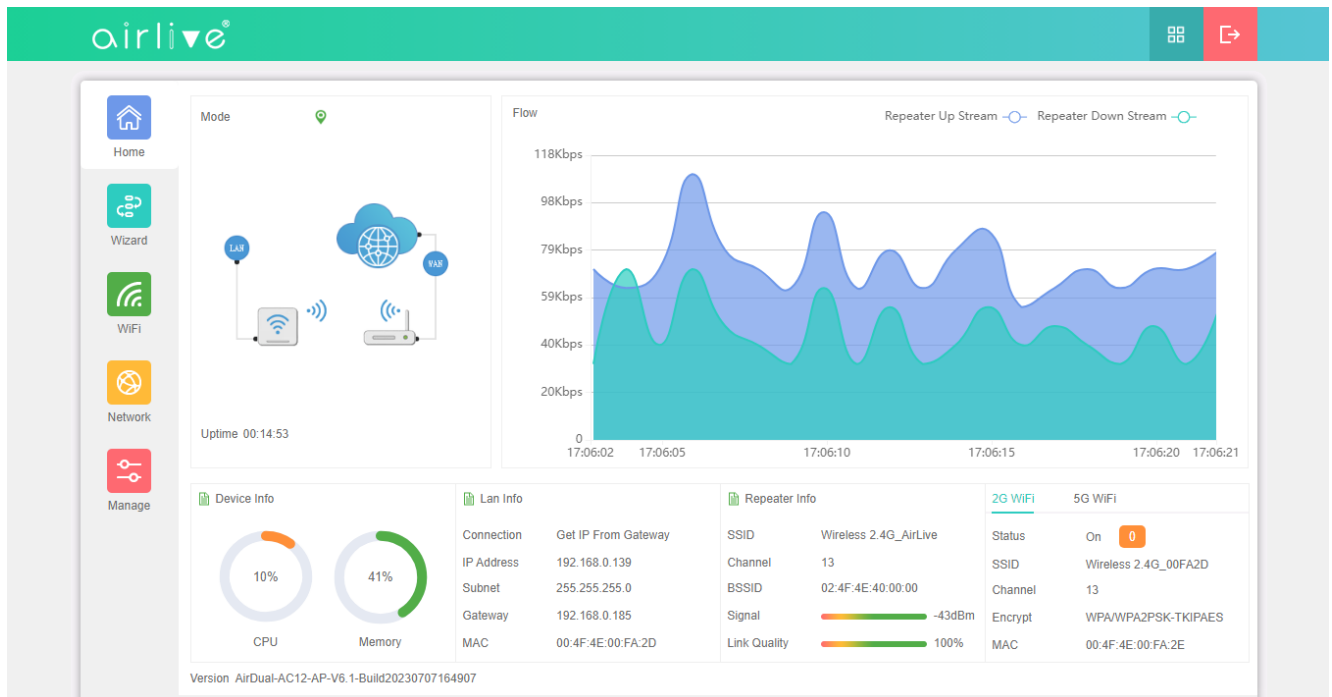 airlive®
Home
Wizard
WiFi
Network
Manage
Mode
LAN
WAN
Uptime 00:14:53
Flow
Repeater Up Stream
Repeater Down Stream
118Kbps
98Kbps
79Kbps
59Kbps
40Kbps
20Kbps
0
17:06:02 17:06:05 17:06:10 17:06:15 17:06:20 17:06:21
Device Info
10%
41%
CPU
Memory
Lan Info
Connection Get IP From Gateway
IP Address 192.168.0.139
Subnet 255.255.255.0
Gateway 192.168.0.185
MAC 00:4F:4E:00:FA:2D
Repeater Info
SSID Wireless 2.4G_AirLive
Channel 13
BSSID 02:4F:4E:40:00:00
Signal -43dBm
Link Quality 100%
2G WiFi 5G WiFi
Status On 0
SSID Wireless 2.4G_00FA2D
Channel 13
Encrypt WPA/WPA2PSK-TKIPAES
MAC 00:4F:4E:00:FA:2E
Version AirDual-AC12-AP-V6.1-Build20230707164907